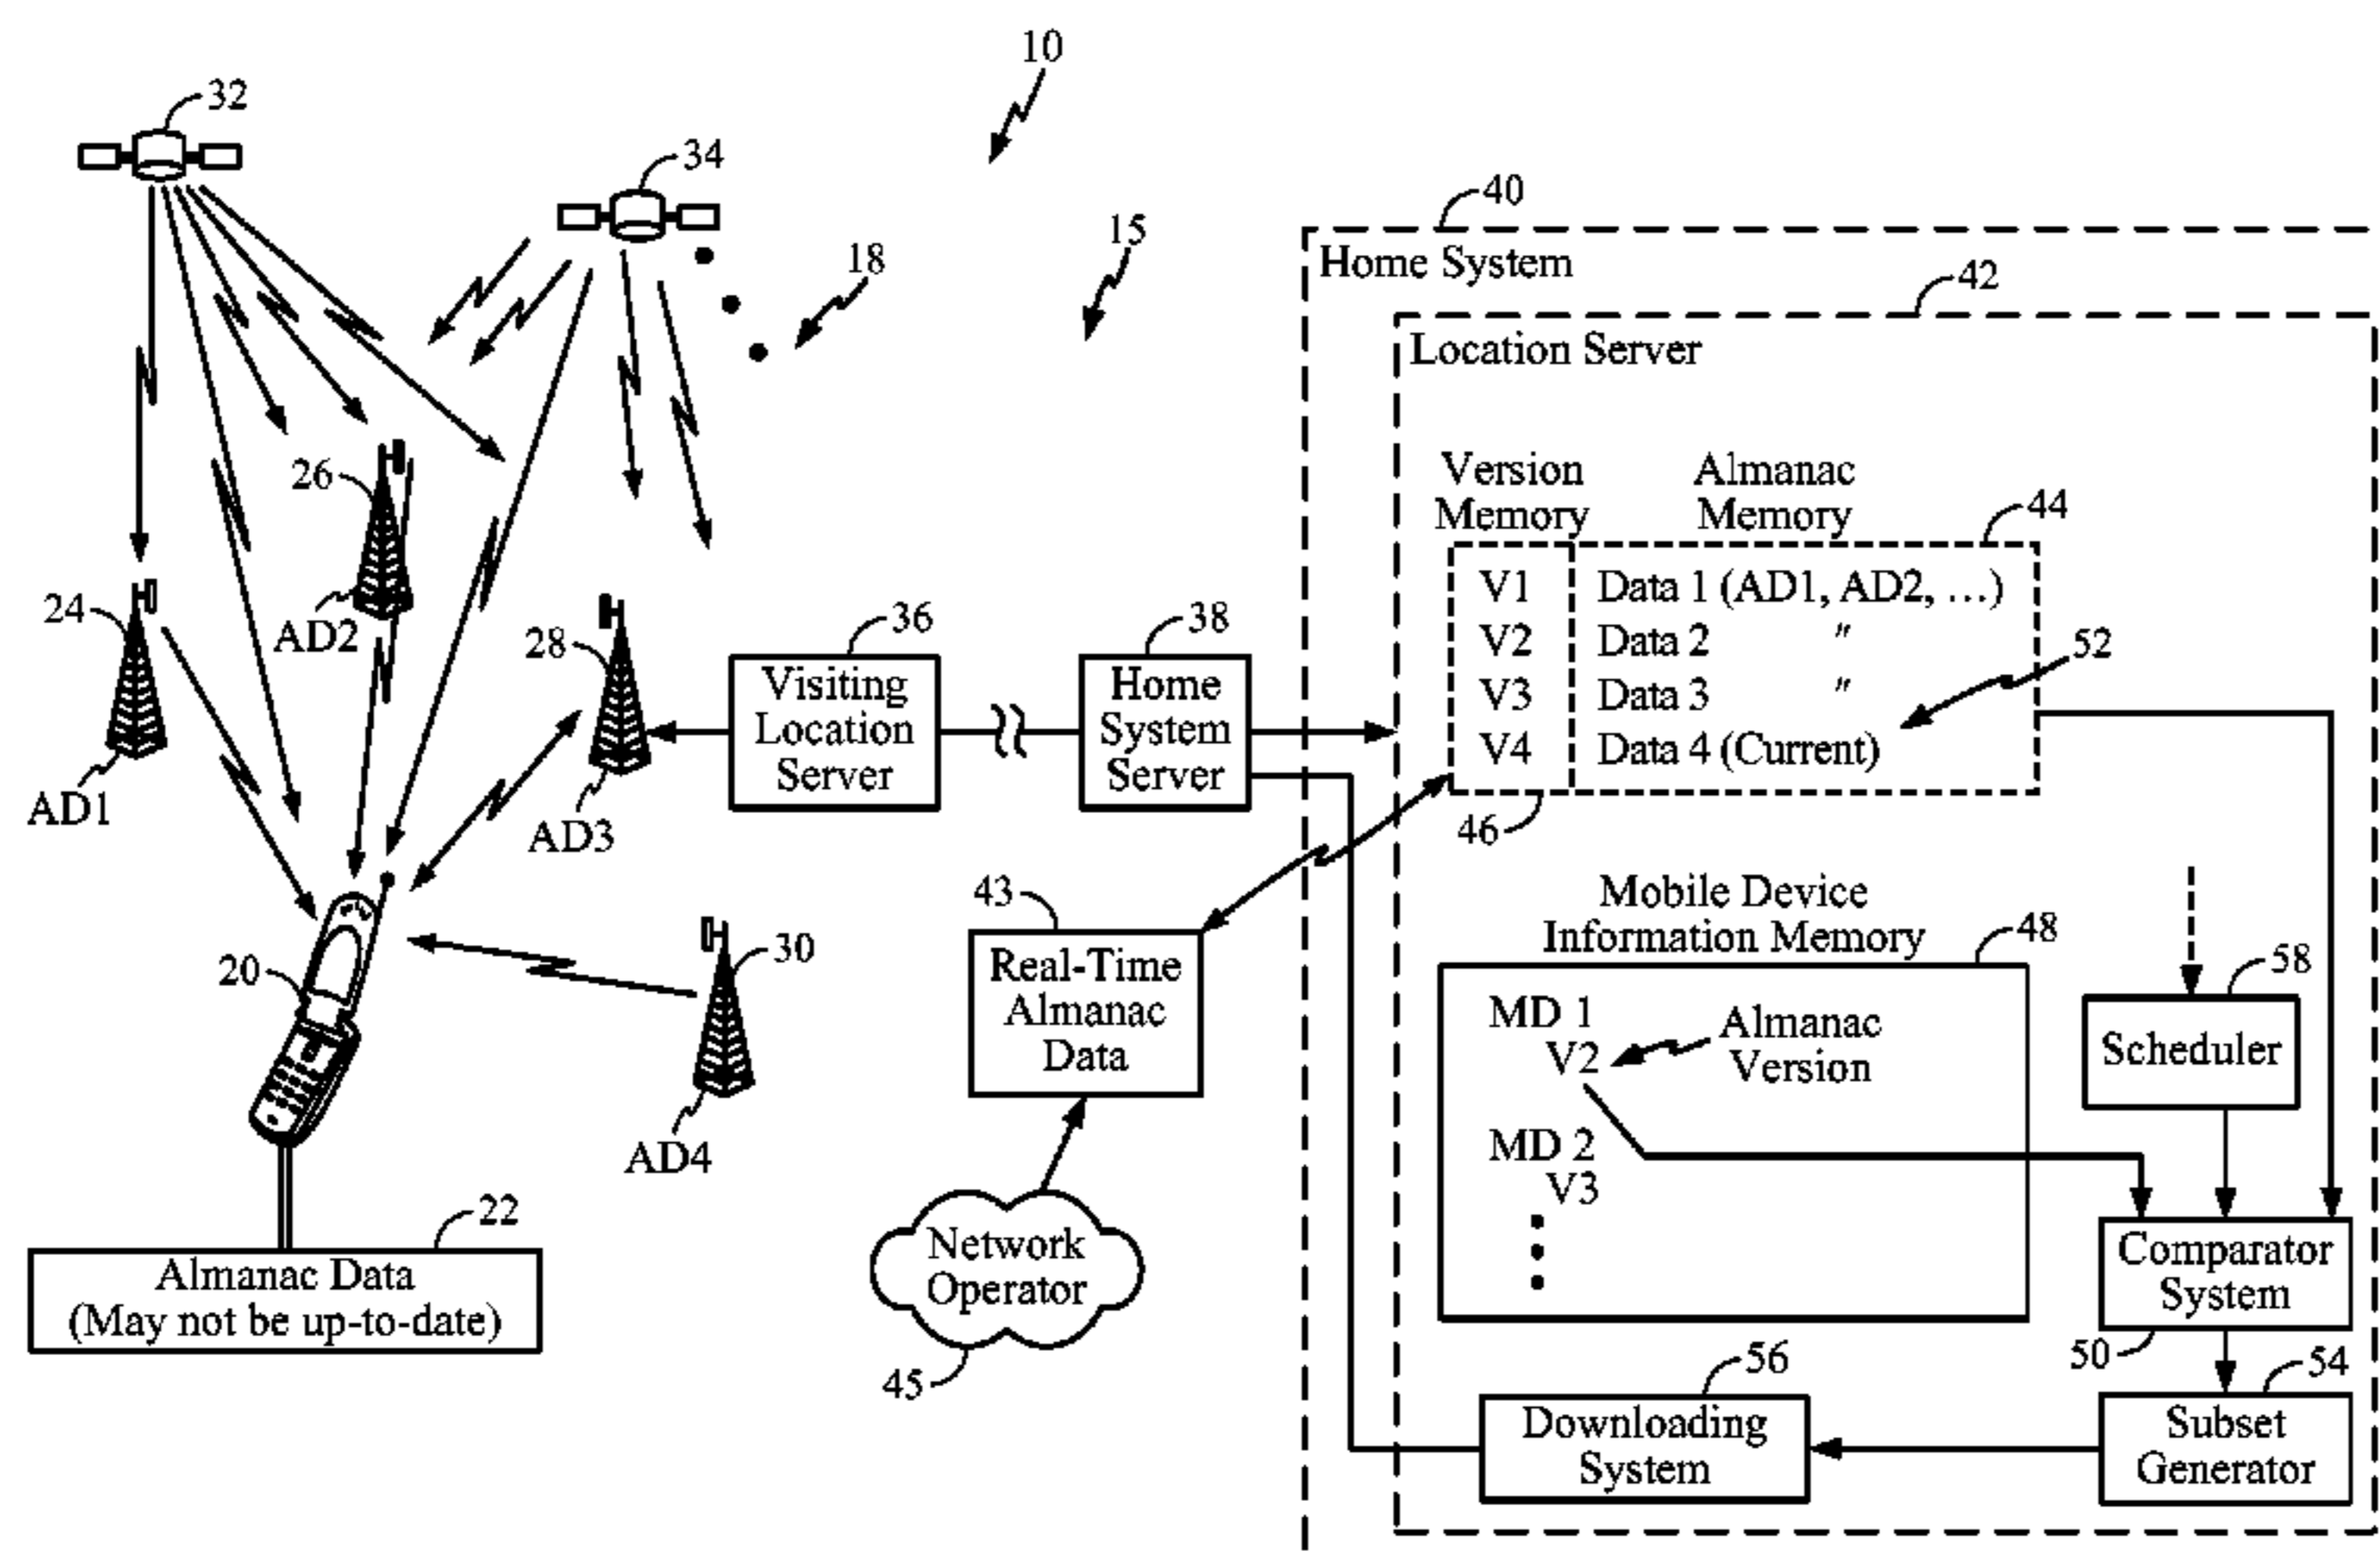 10
32
34
15
18
40
Home System
42
Location Server
26
Version
Memory
Almanac
Memory
44
V1 Data 1 (AD1, AD2, ...)
V2 Data 2 "
V3 Data 3 "
V4 Data 4 (Current)
52
46
24
AD2
28
36
Visiting
Location
Server
38
Home
System
Server
AD1
AD3
43
Real-Time
Almanac
Data
Mobile Device
Information Memory
48
MD 1
V2
Almanac
Version
MD 2
V3
58
Scheduler
20
30
AD4
22
Almanac Data
(May not be up-to-date)
Network
Operator
45
Comparator
System
50
54
Subset
Generator
56
Downloading
System